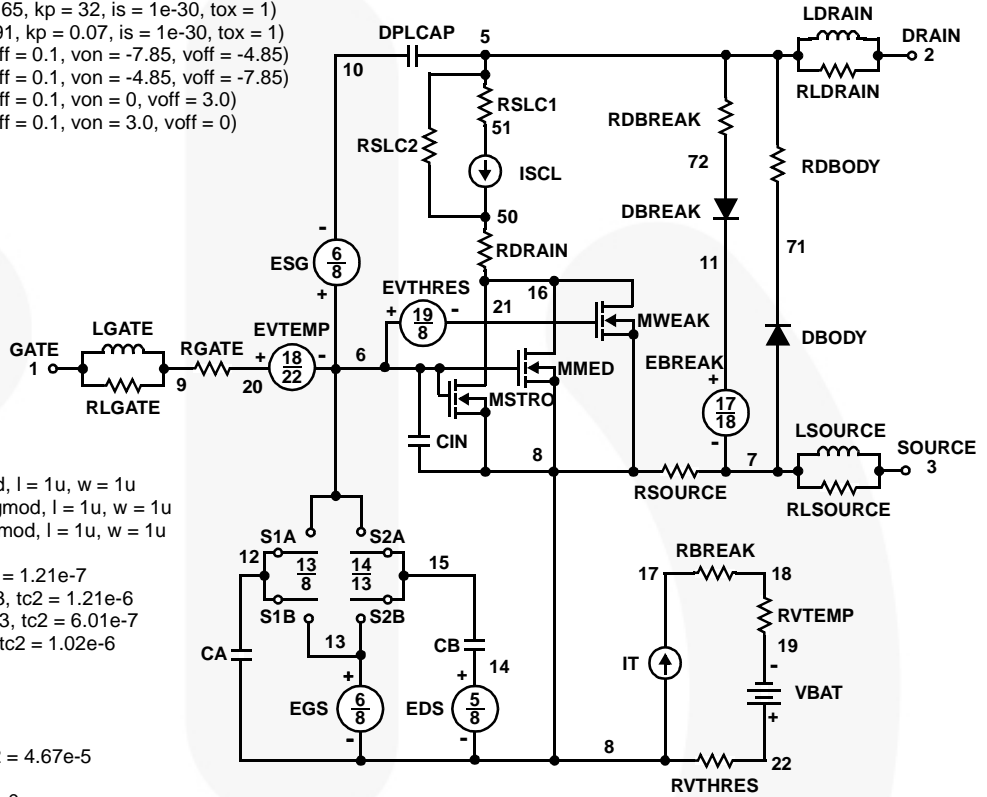 65, kp = 32, is = 1e-30, tox = 1)
91, kp = 0.07, is = 1e-30, tox = 1)
ff = 0.1, von = -7.85, voff = -4.85)
ff = 0.1, von = -4.85, voff = -7.85)
ff = 0.1, von = 0, voff = 3.0)
ff = 0.1, von = 3.0, voff = 0)
LDRAIN
DPLCAP 5 DRAIN
10 2
RSLC1 RLDRAIN
51 RDBREAK
RSLC2
72 RDBODY
ISCL
DBREAK
50
71
RDRAIN
-
6
8
ESG 11
+
EVTHRES 16
21
+ 19 -
8
MWEAK
LGATE EVTEMP
DBODY
GATE RGATE + 18 - 6
22
EBREAK
1 MMED
9 20 +
MSTRO
17
18
RLGATE
-
LSOURCE
CIN SOURCE
8 7 3
d, l = 1u, w = 1u
RSOURCE
gmod, l = 1u, w = 1u
RLSOURCE
mod, l = 1u, w = 1u
S1A S2A
12 13
8
14
13
15
RBREAK
= 1.21e-7
17 18
3, tc2 = 1.21e-6
S1B S2B
3, tc2 = 6.01e-7
RVTEMP
tc2 = 1.02e-6
13
CB 19
CA
14 IT -
+ +
VBAT
EGS 6
8
EDS 5
8
+
- -
8
= 4.67e-5
22
RVTHRES